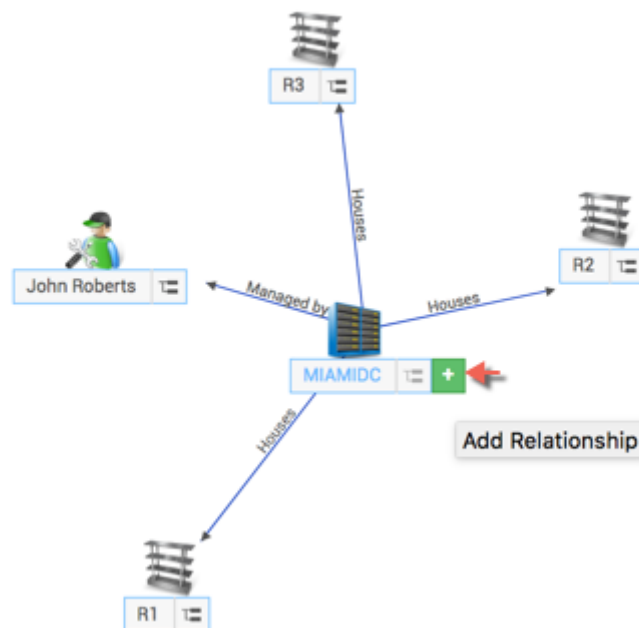 R3
Houses
R2
John Roberts
Managed by
Houses
MIAMIDC
+
Add Relationship
Houses
R1